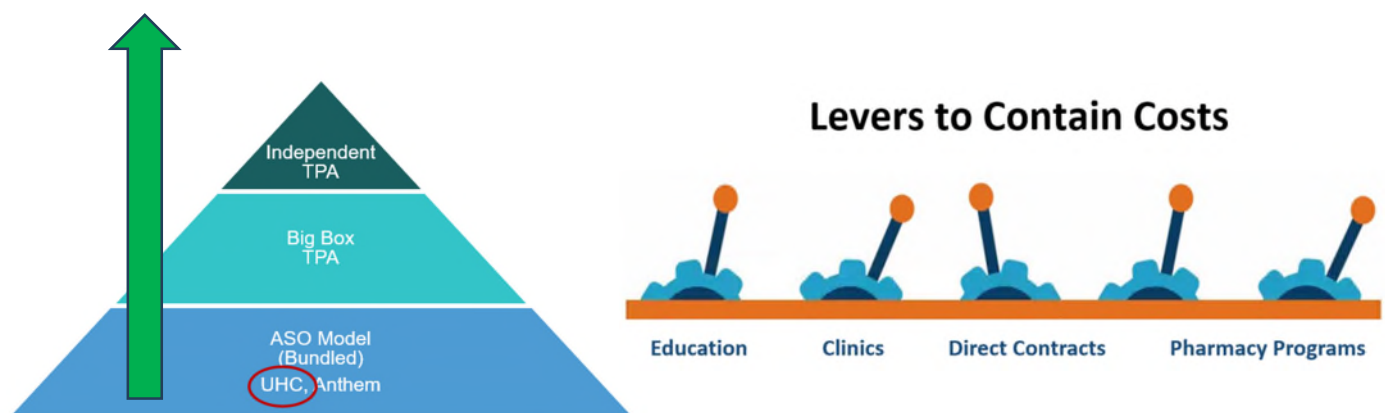 Independent
TPA
Big Box
TPA
ASO Model
(Bundled)
UHC, Anthem
Levers to Contain Costs
Education
Clinics
Direct Contracts
Pharmacy Programs